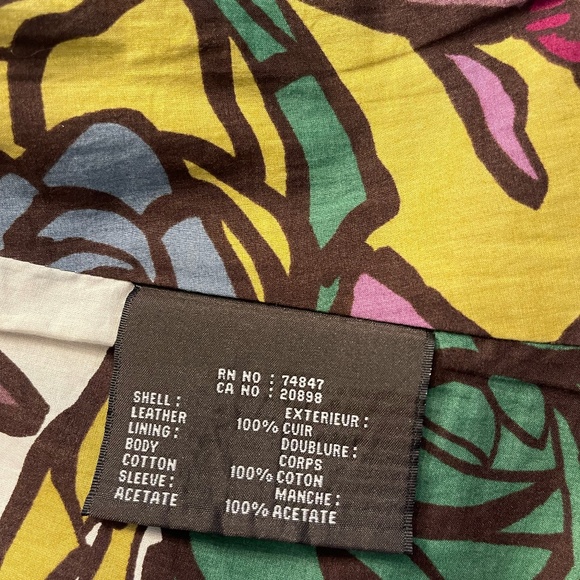 RN NO : 74847
CA NO : 20898
SHELL : EXTERIEUR :
LEATHER 100% CUIR
LINING : DOUBLURE :
BODY CORPS
COTTON 100% COTON
SLEEVE : MANCHE :
ACETATE 100% ACETATE